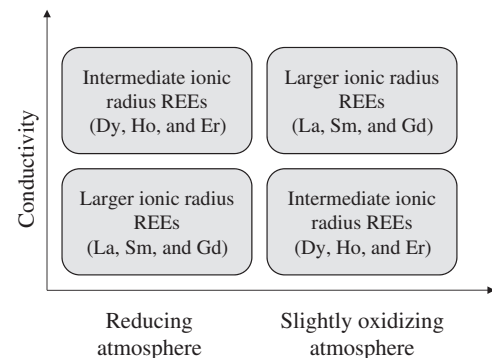 Conductivity
Intermediate ionic
radius REEs
(Dy, Ho, and Er)
Larger ionic radius
REEs
(La, Sm, and Gd)
Larger ionic radius
REEs
(La, Sm, and Gd)
Intermediate ionic
radius REEs
(Dy, Ho, and Er)
Reducing
atmosphere
Slightly oxidizing
atmosphere